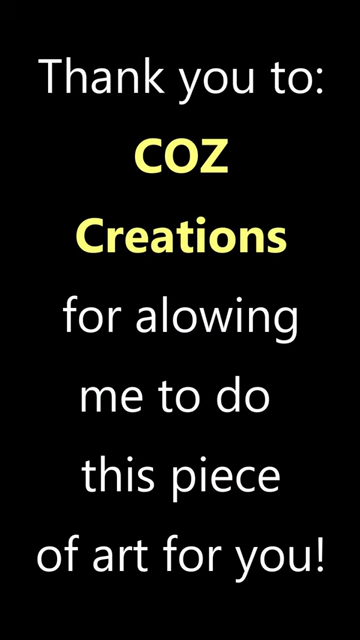 Thank you to:
COZ
Creations
for alowing
me to do
this piece
of art for you!